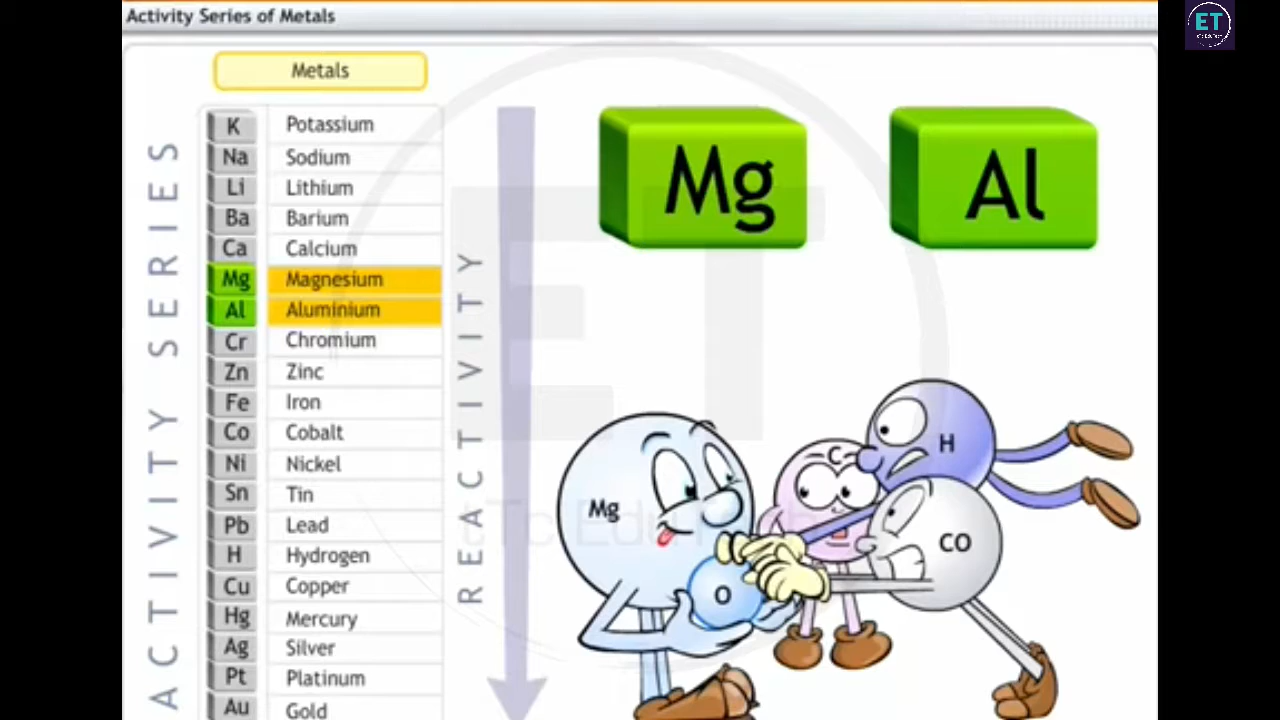 Activity Series of Metals
ET
Metals
ACTIVITY SERIES
K Potassium
Na Sodium
Li Lithium
Ba Barium
Ca Calcium
Mg Magnesium
Al Aluminium
Cr Chromium
Zn Zinc
Fe Iron
Co Cobalt
Ni Nickel
Sn Tin
Pb Lead
H Hydrogen
Cu Copper
Hg Mercury
Ag Silver
Pt Platinum
Au Gold
REACTIVITY
Mg
Al
ET
Mg
O
C
H
CO